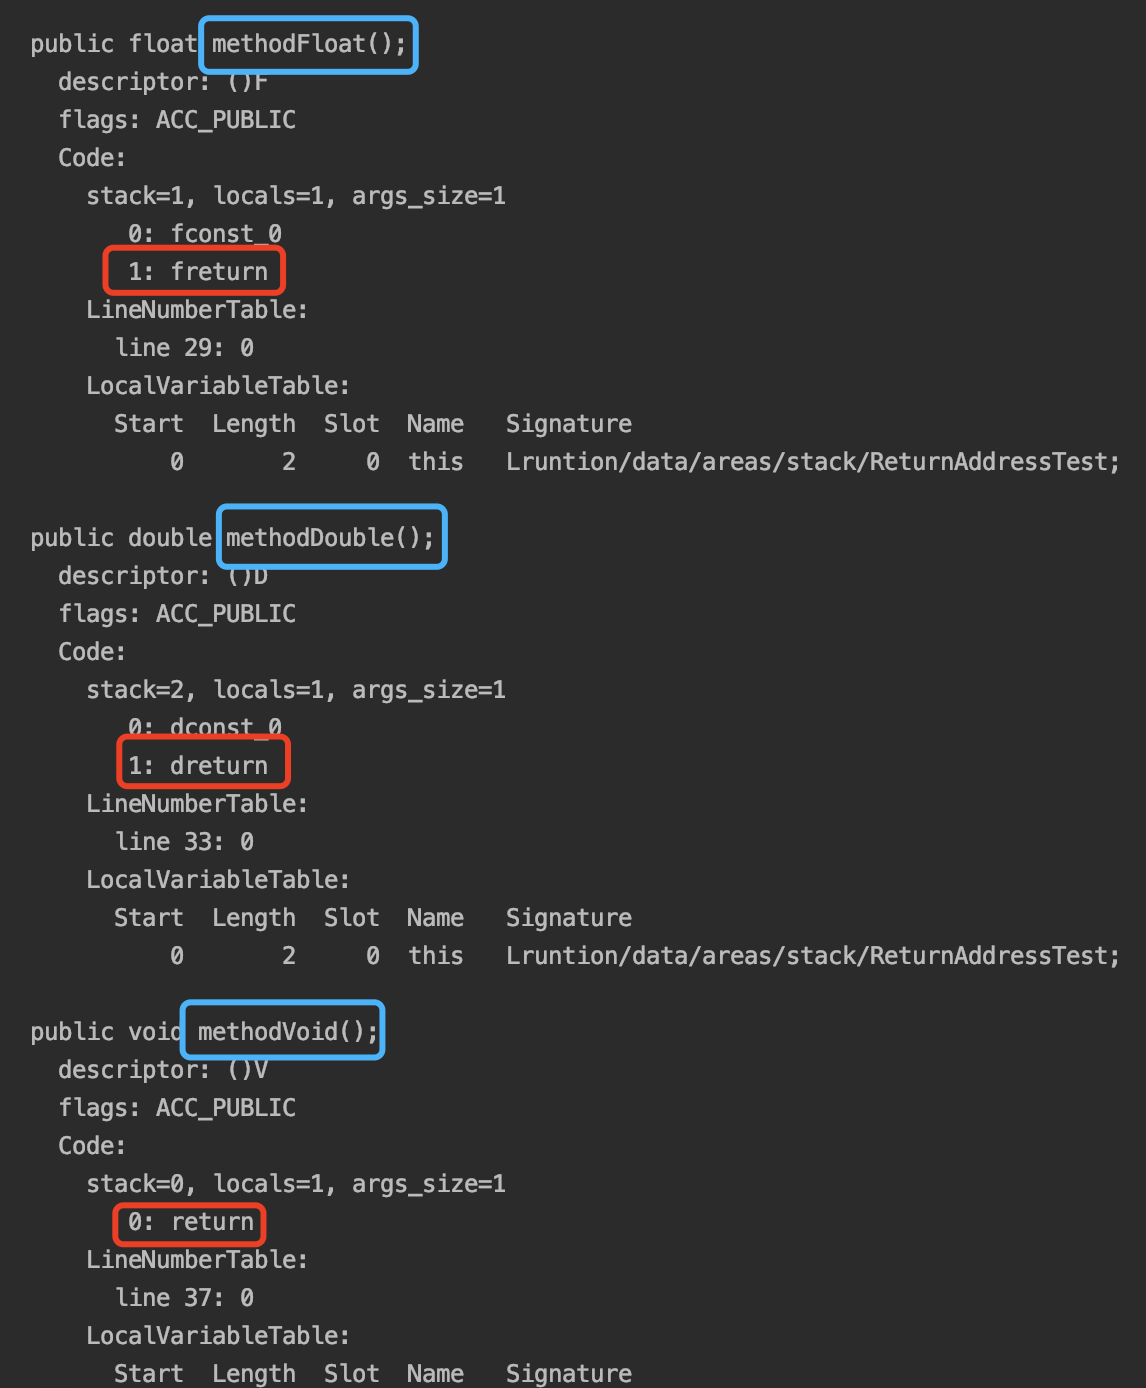 public float methodFloat();
descriptor: ()F
flags: ACC_PUBLIC
Code:
stack=1, locals=1, args_size=1
0: fconst_0
1: freturn
LineNumberTable:
line 29: 0
LocalVariableTable:
Start  Length  Slot  Name   Signature
0       2     0  this   Lruntion/data/areas/stack/ReturnAddressTest;
public double methodDouble();
descriptor: ()D
flags: ACC_PUBLIC
Code:
stack=2, locals=1, args_size=1
0: dconst_0
1: dreturn
LineNumberTable:
line 33: 0
LocalVariableTable:
Start  Length  Slot  Name   Signature
0       2     0  this   Lruntion/data/areas/stack/ReturnAddressTest;
public void methodVoid();
descriptor: ()V
flags: ACC_PUBLIC
Code:
stack=0, locals=1, args_size=1
0: return
LineNumberTable:
line 37: 0
LocalVariableTable:
Start  Length  Slot  Name   Signature